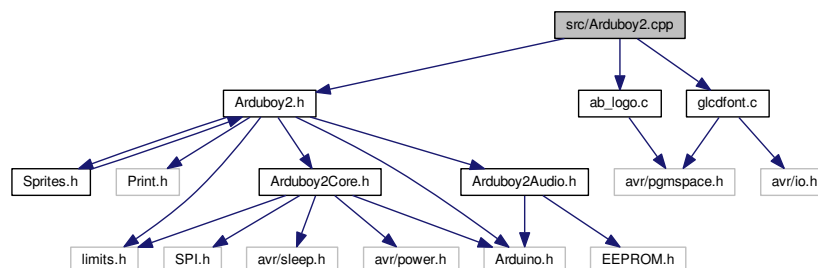 src/Arduboy2.cpp
Arduboy2.h
ab_logo.c
glcdfont.c
Sprites.h
Print.h
Arduboy2Core.h
Arduboy2Audio.h
avr/pgmspace.h
avr/io.h
limits.h
SPI.h
avr/sleep.h
avr/power.h
Arduino.h
EEPROM.h